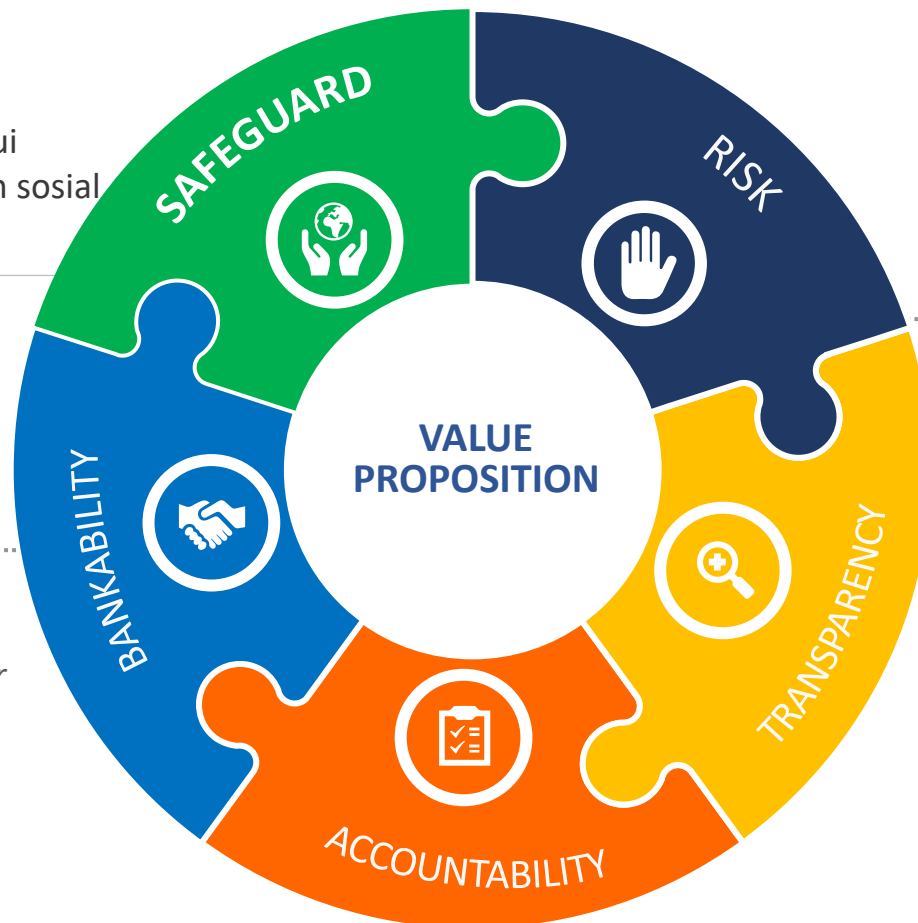 SAFEGUARD
ui
n sosial
RISK
VALUE
PROPOSITION
BANKABILITY
TRANSPARENCY
r
ACCOUNTABILITY